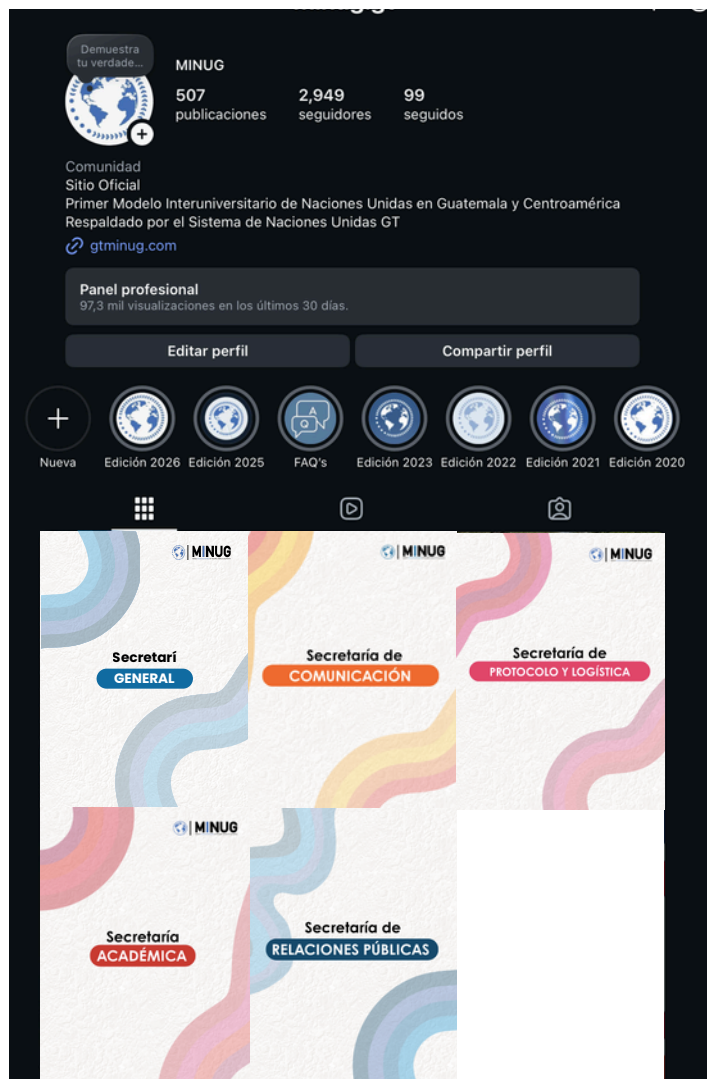 Demuestra
tu verdade...
MINUG
507
publicaciones
2,949
seguidores
99
seguidos
Comunidad
Sitio Oficial
Primer Modelo Interuniversitario de Naciones Unidas en Guatemala y Centroamérica
Respaldado por el Sistema de Naciones Unidas GT
gtminug.com
Panel profesional
97,3 mil visualizaciones en los últimos 30 días.
Editar perfil
Compartir perfil
Nueva
Edición 2026
Edición 2025
A
Q
FAQ's
Edición 2023
Edición 2022
Edición 2021
Edición 2020
MINUG
Secretarí
GENERAL
MINUG
Secretaría de
COMUNICACIÓN
MINUG
Secretaría de
PROTOCOLO Y LOGÍSTICA
MINUG
Secretaría
ACADÉMICA
Secretaría de
RELACIONES PÚBLICAS